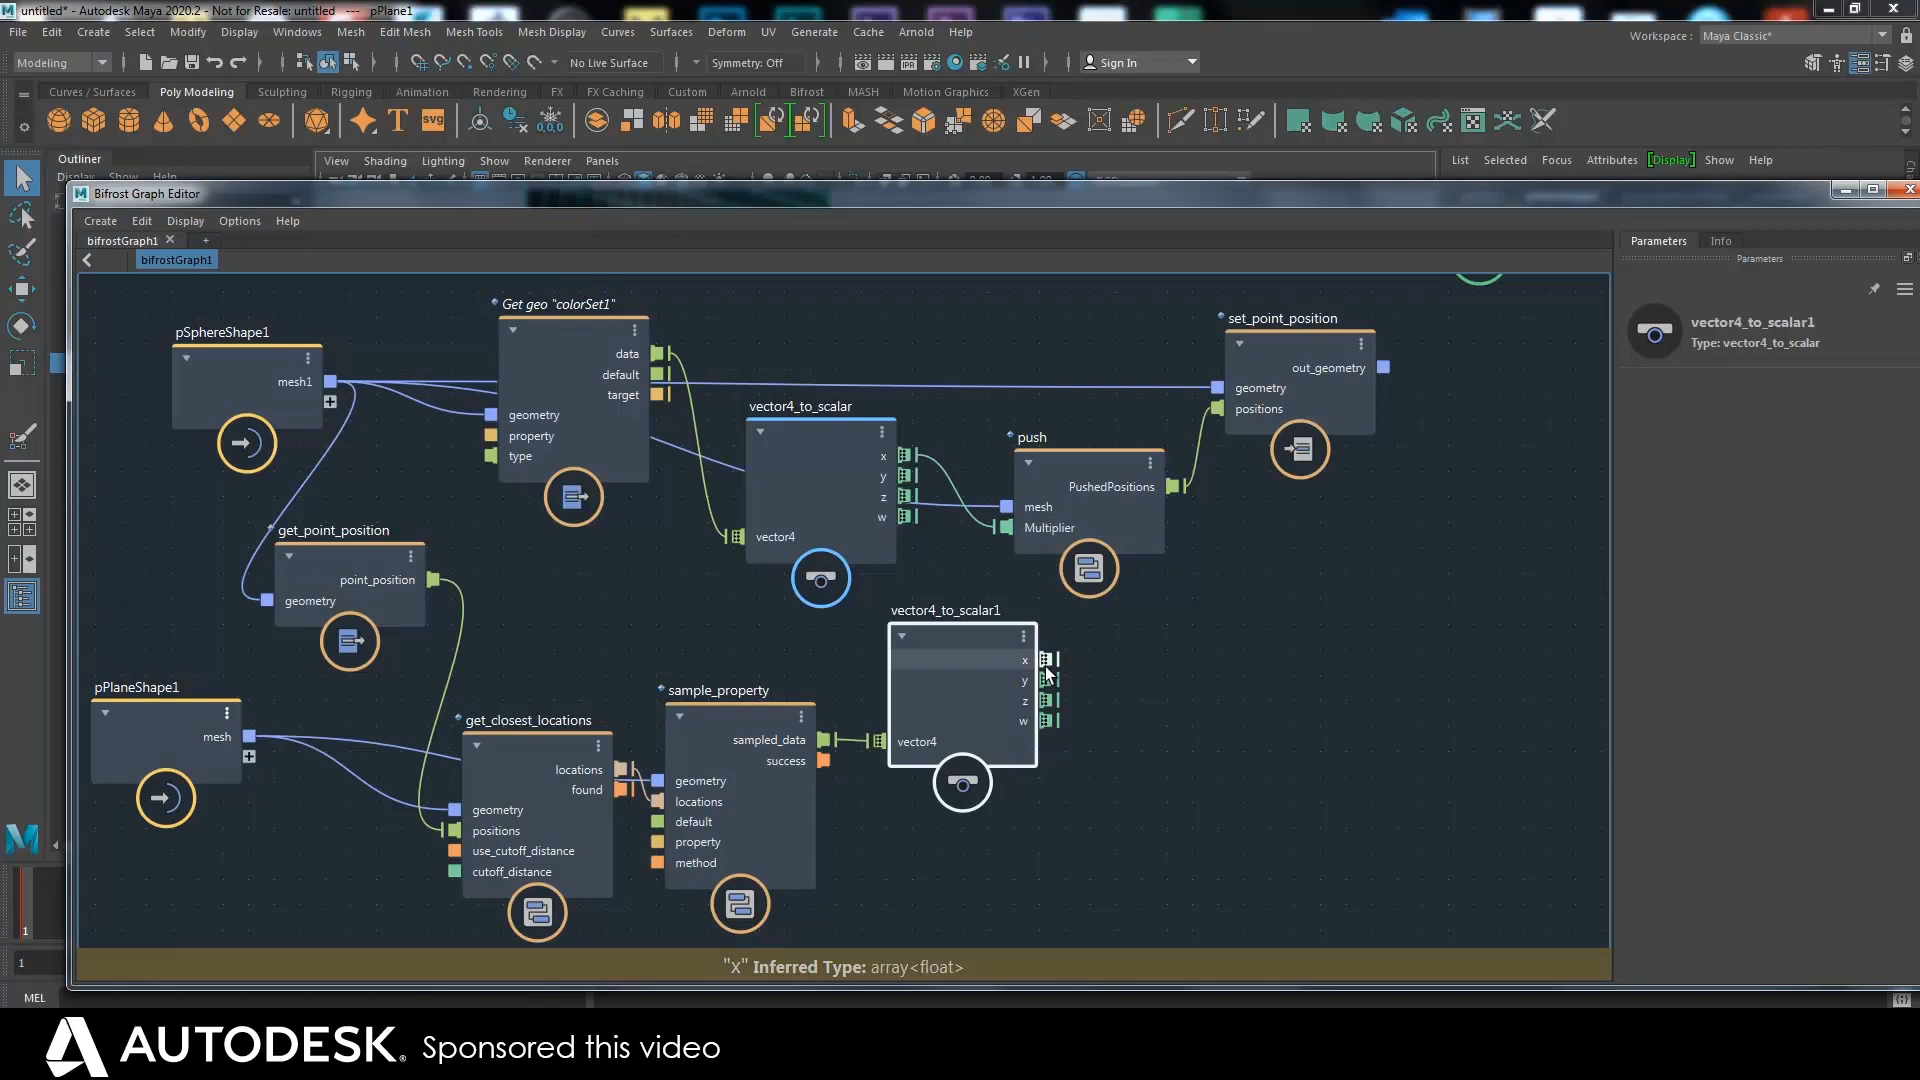 untitled* - Autodesk Maya 2020.2 - Not for Resale: untitled   ---   pPlane1
File Edit Create Select Modify Display Windows Mesh Edit Mesh Mesh Tools Mesh Display Curves Surfaces Deform UV Generate Cache Arnold Help
Workspace : Maya Classic*
Modeling No Live Surface Symmetry: Off Sign In
Curves / Surfaces Poly Modeling Sculpting Rigging Animation Rendering FX FX Caching Custom Arnold Bifrost MASH Motion Graphics XGen
Outliner
View Shading Lighting Show Renderer Panels
List Selected Focus Attributes Display Show Help
Display Show Help
Bifrost Graph Editor
Create Edit Display Options Help
bifrostGraph1
bifrostGraph1
Parameters Info
Parameters
vector4_to_scalar1
Type: vector4_to_scalar
pSphereShape1
mesh1
Get geo "colorSet1"
data
default
target
geometry
property
type
vector4_to_scalar
x
y
z
w
vector4
push
PushedPositions
mesh
Multiplier
set_point_position
out_geometry
geometry
positions
get_point_position
point_position
geometry
pPlaneShape1
mesh
get_closest_locations
locations
found
geometry
positions
use_cutoff_distance
cutoff_distance
sample_property
sampled_data
success
geometry
locations
default
property
method
vector4_to_scalar1
x
y
z
w
vector4
"x" Inferred Type: array<float>
1
1
MEL
AUTODESK. Sponsored this video